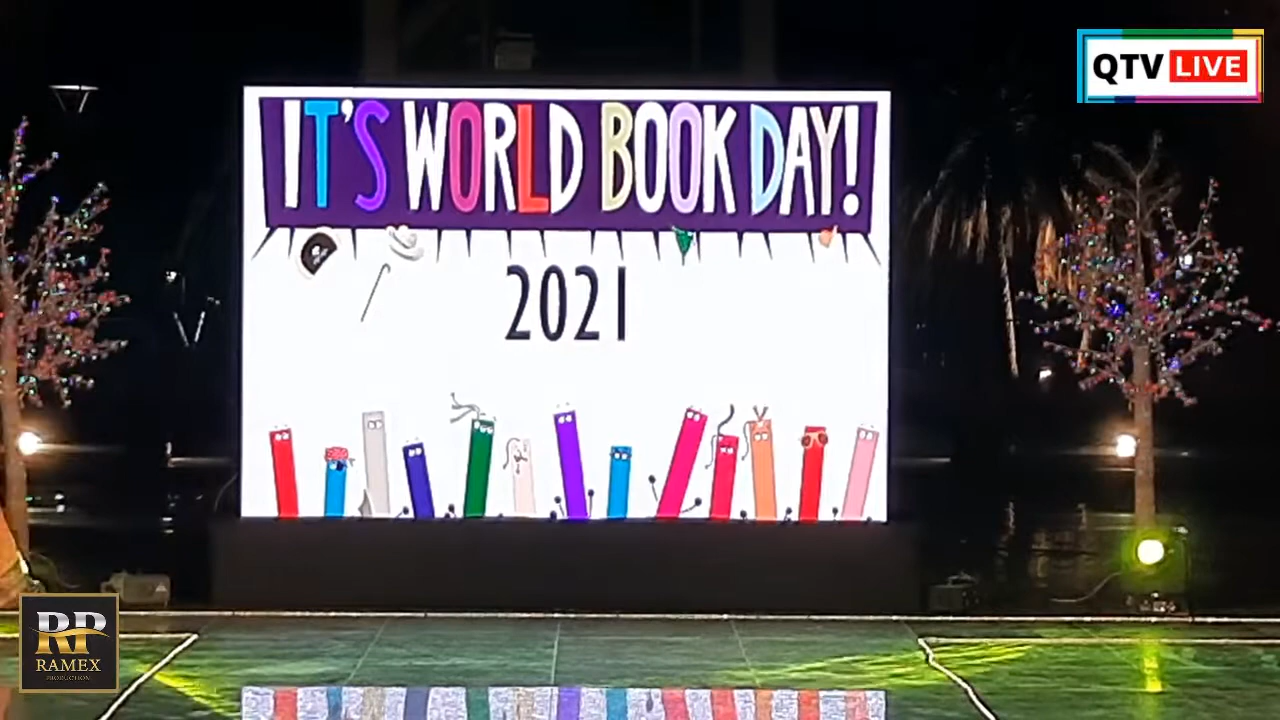 QTV LIVE
IT'S WORLD BOOK DAY!
2021
RP
RAMEX
PRODUCTION